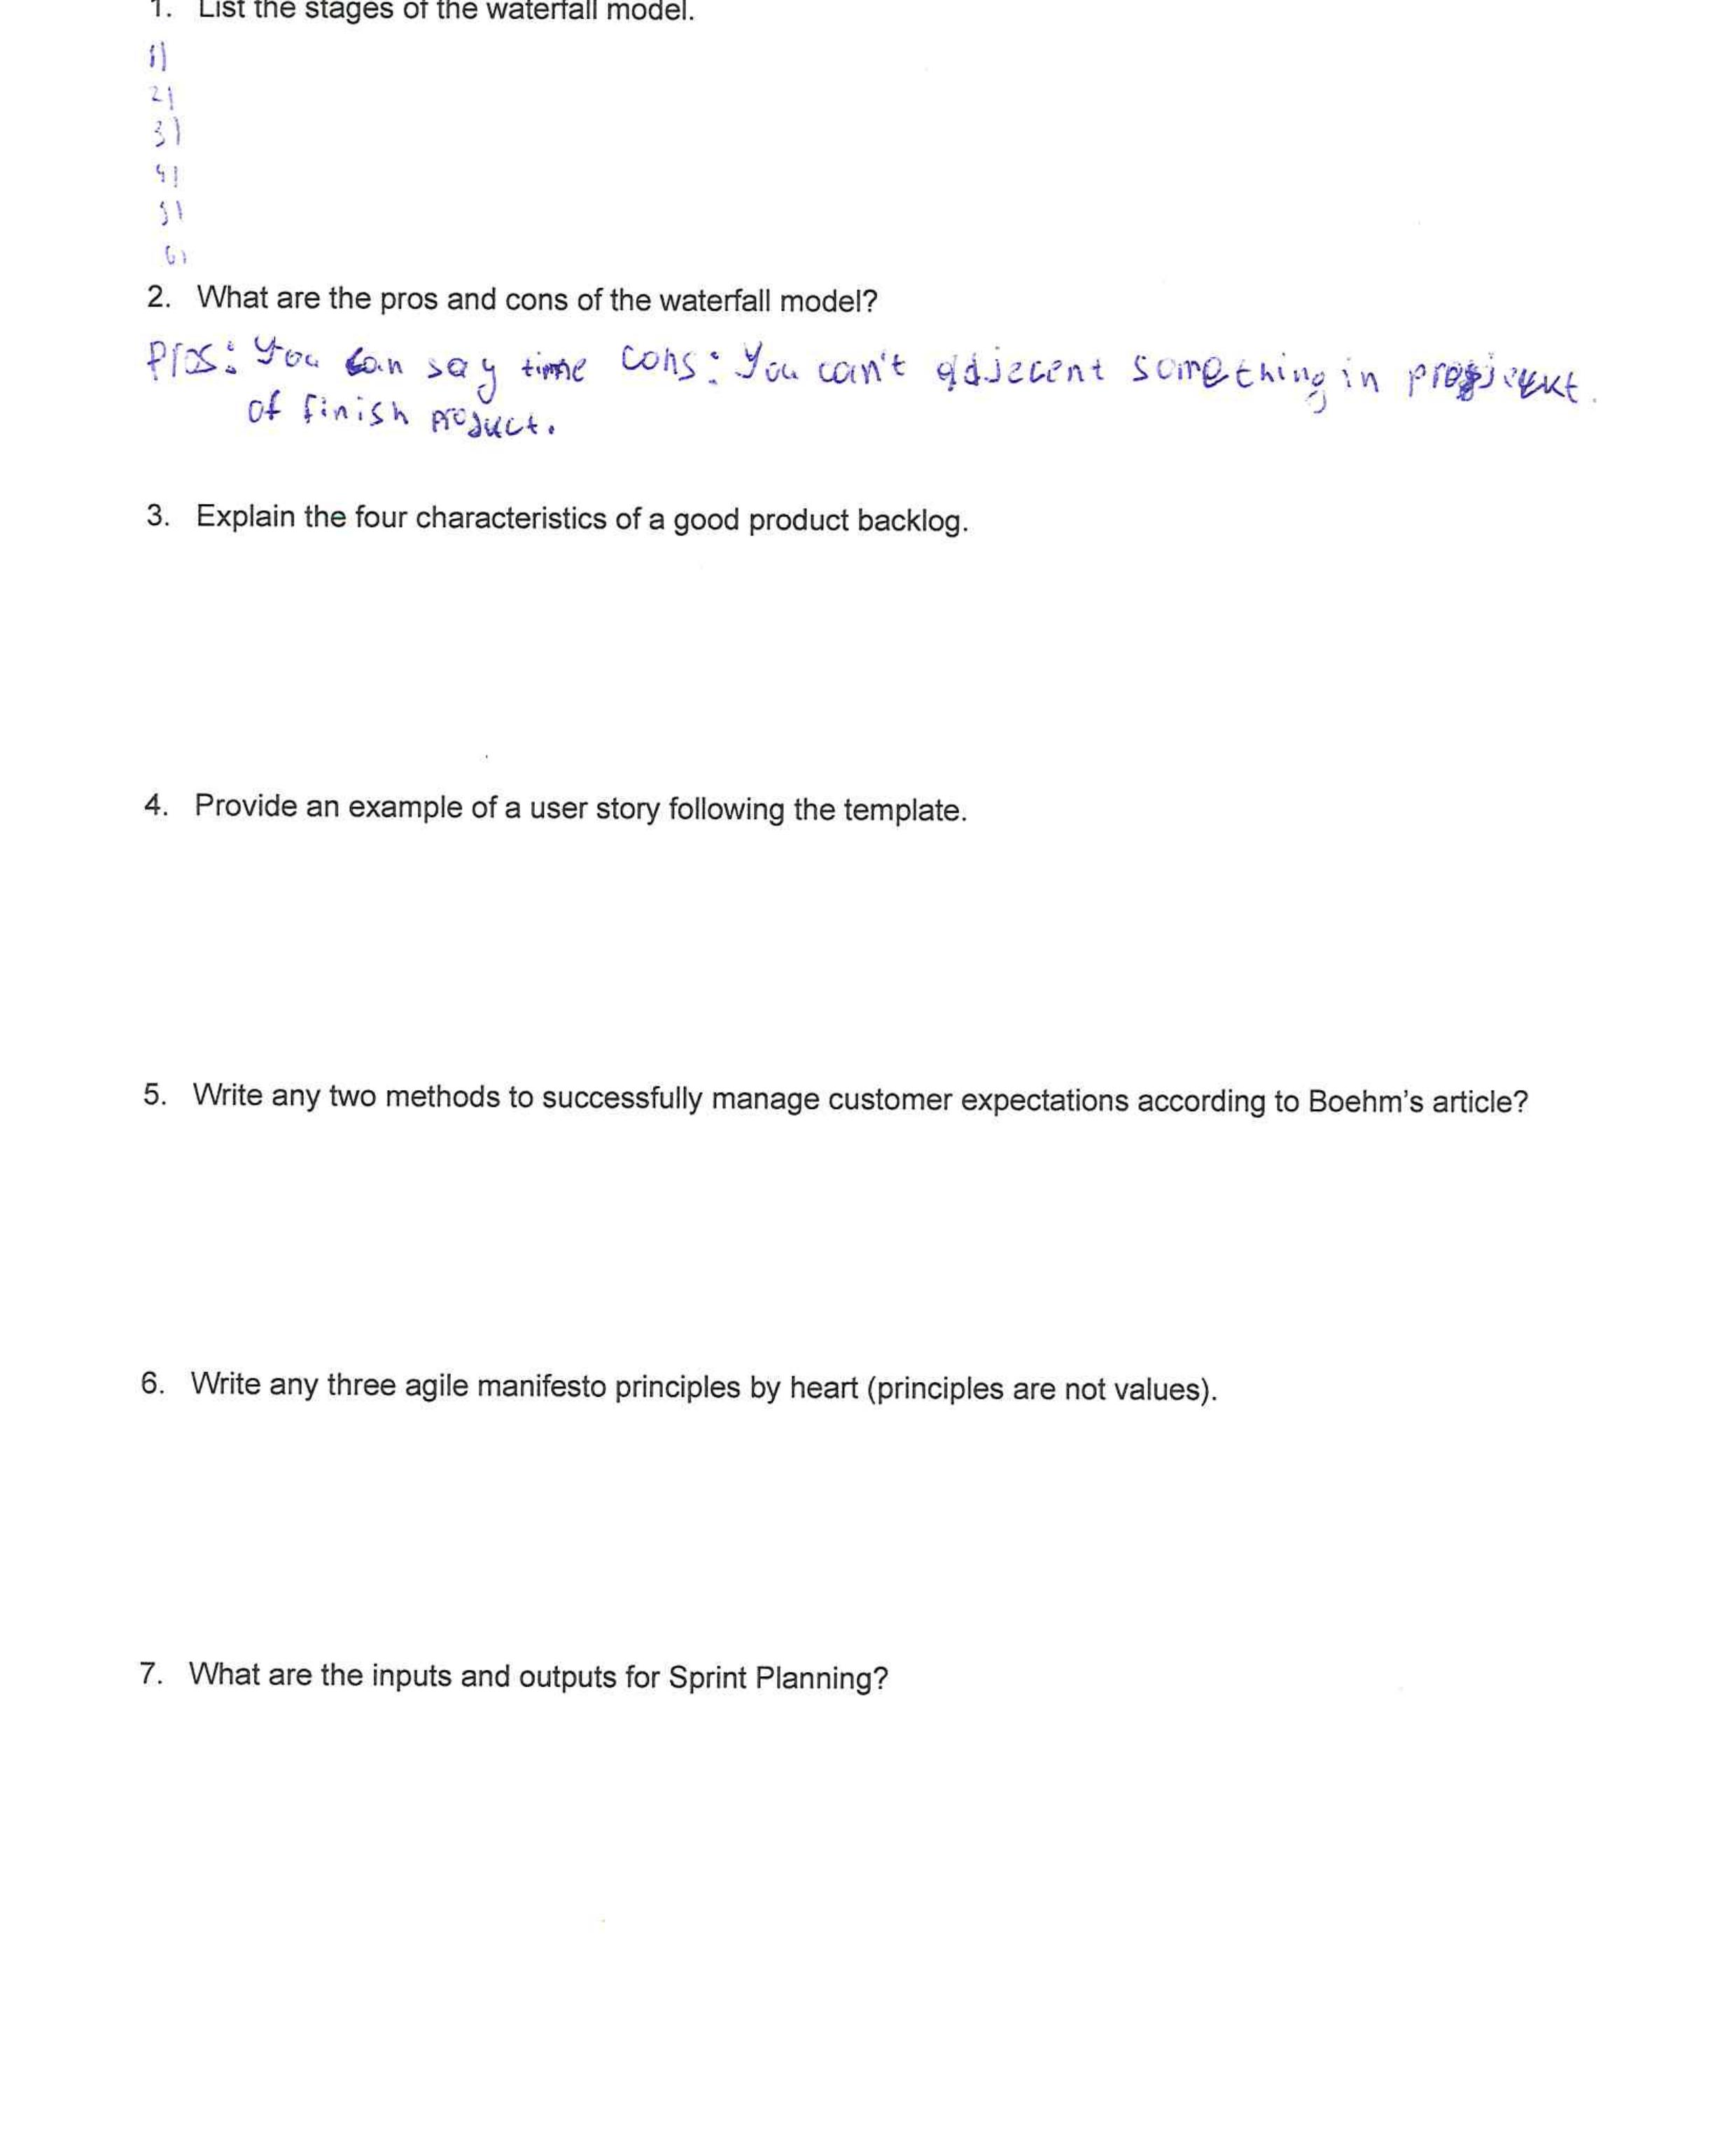 1. List the stages of the waterfall model.
1)
2)
3)
4)
5)
6)
2. What are the pros and cons of the waterfall model?
Pros: You can say time cons: You can't adjecent something in
of finish product.
3. Explain the four characteristics of a good product backlog.
4. Provide an example of a user story following the template.
5. Write any two methods to successfully manage customer expectations according to Boehm's article?
6. Write any three agile manifesto principles by heart (principles are not values).
7. What are the inputs and outputs for Sprint Planning?